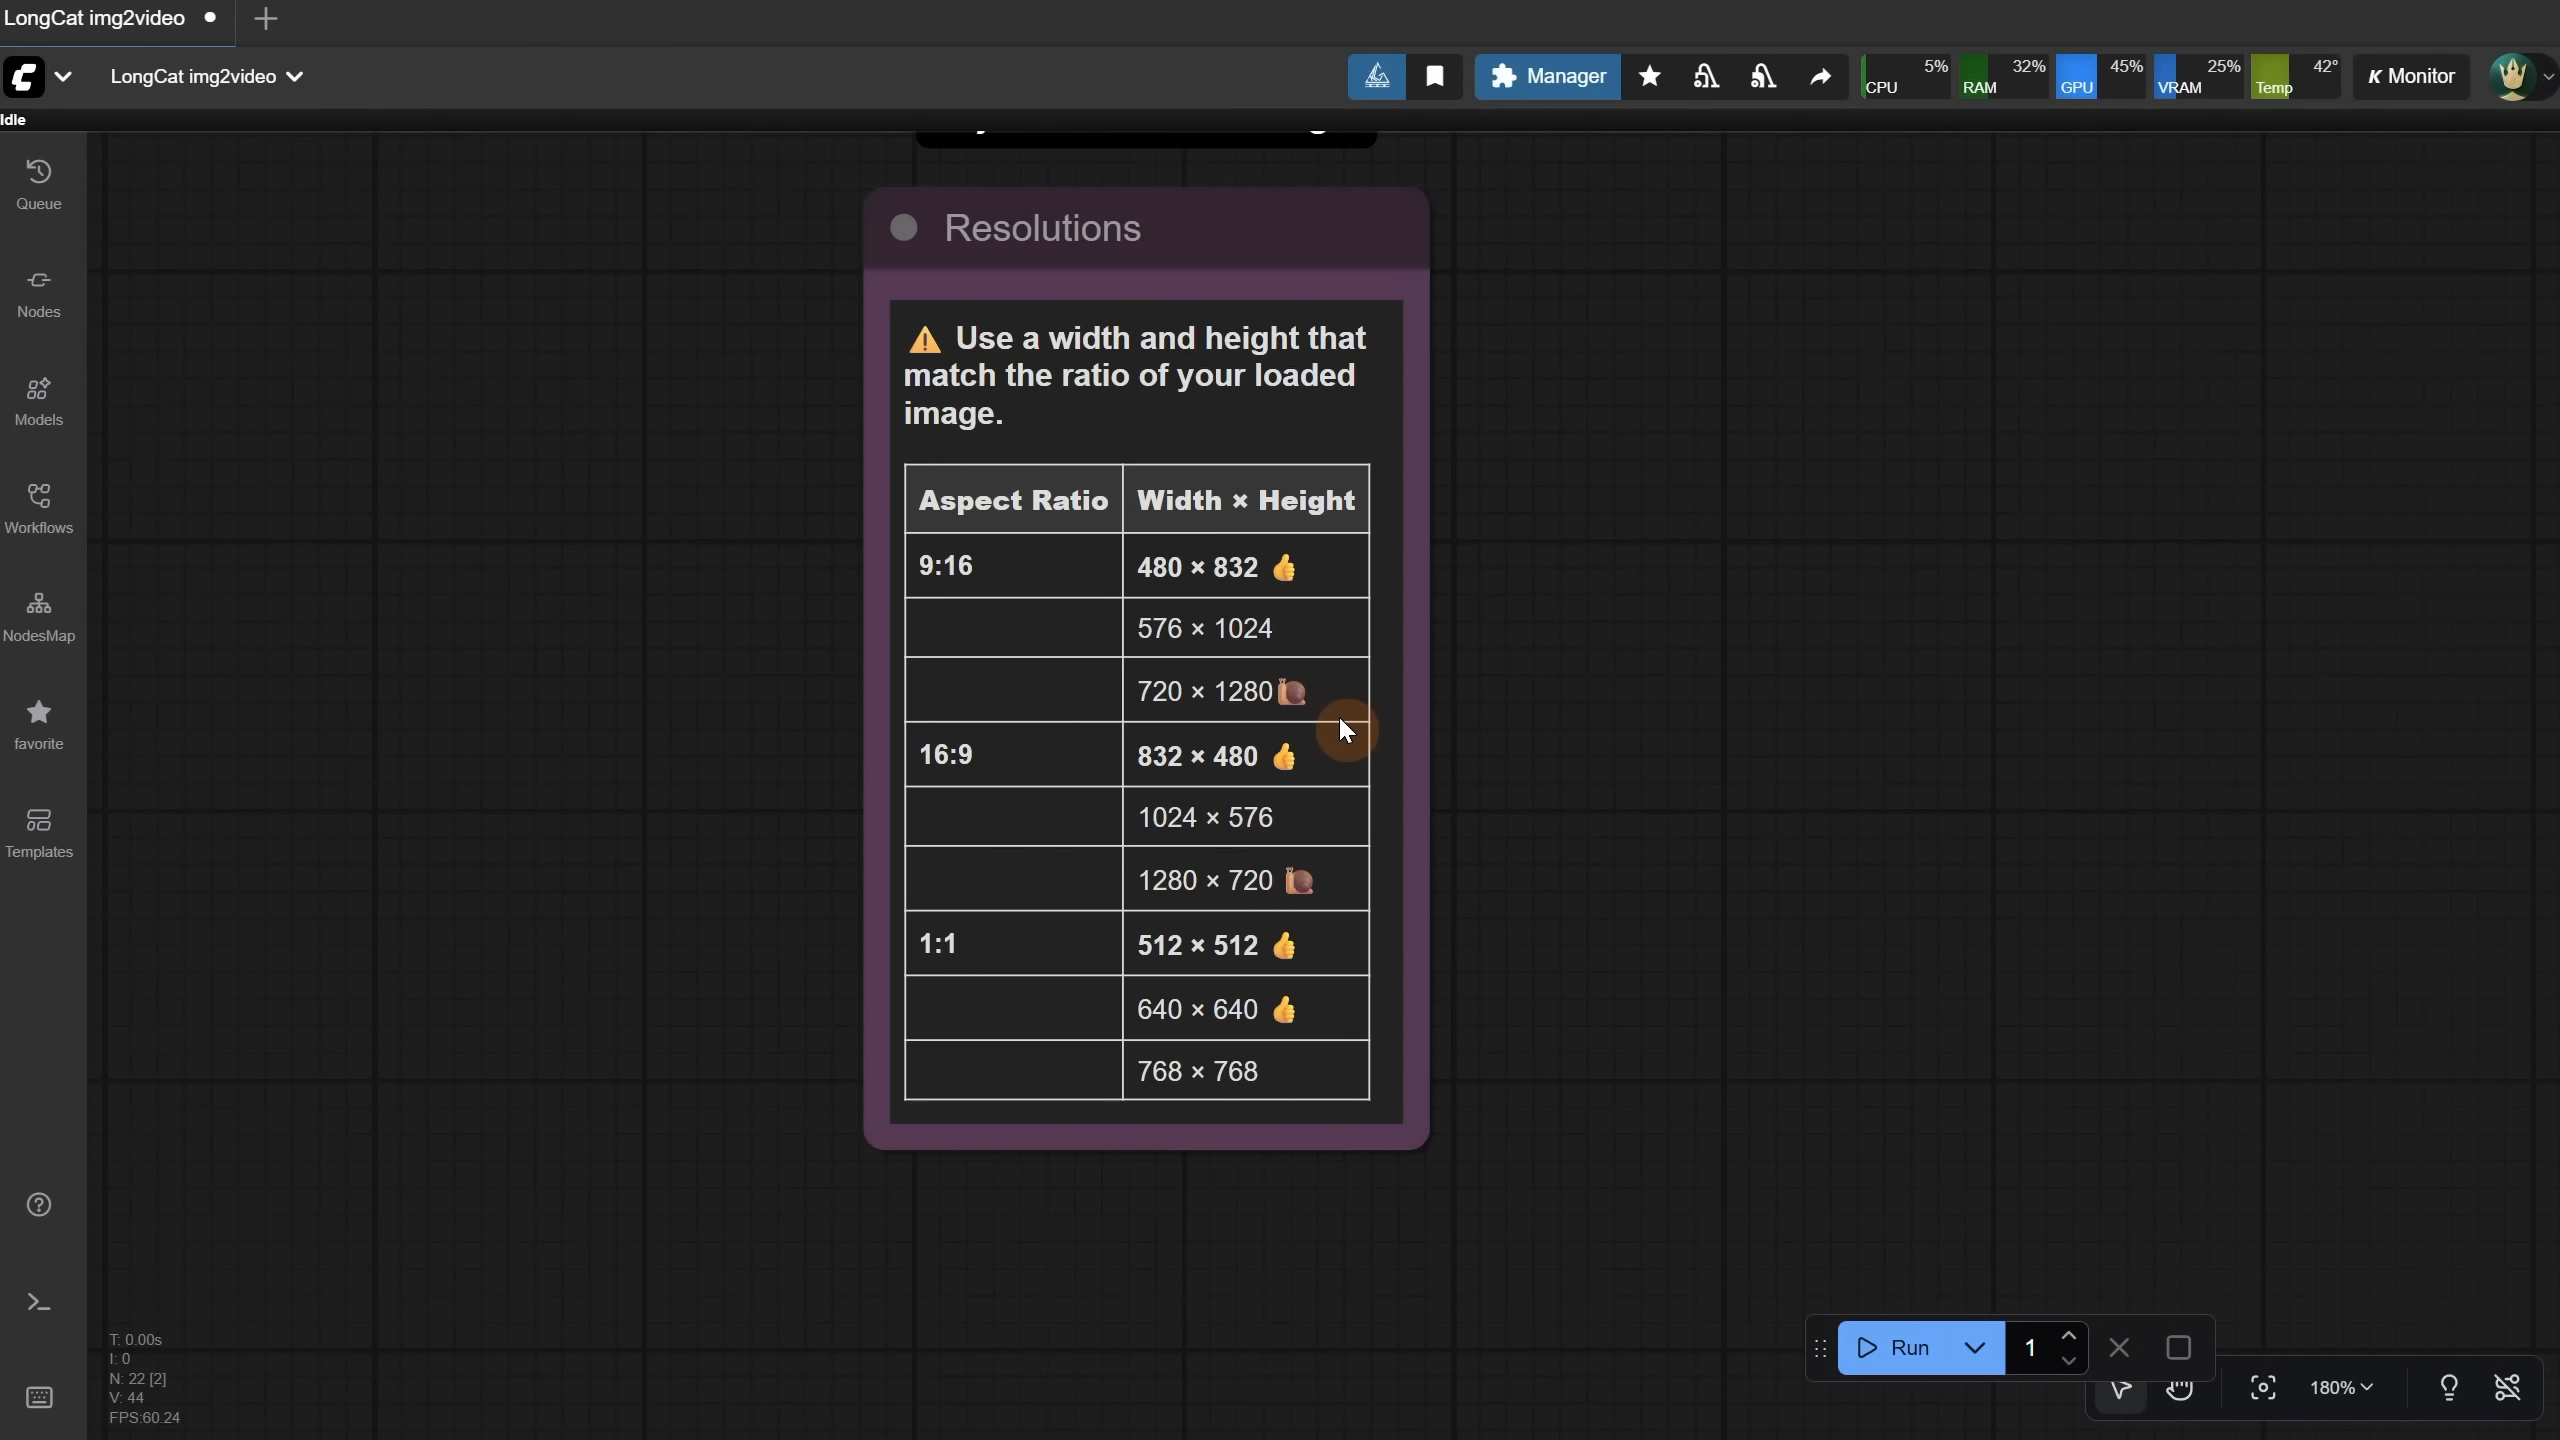 LongCat img2video
LongCat img2video
Manager
CPU 5%
RAM 32%
GPU 45%
VRAM 25%
Temp 42°
K Monitor
Idle
Queue
Nodes
Models
Workflows
NodesMap
favorite
Templates
Resolutions
⚠️ Use a width and height that
match the ratio of your loaded
image.
Aspect Ratio Width × Height
9:16 480 × 832 👍
576 × 1024
720 × 1280🐌
16:9 832 × 480 👍
1024 × 576
1280 × 720 🐌
1:1 512 × 512 👍
640 × 640 👍
768 × 768
T: 0.00s
I: 0
N: 22 [2]
V: 44
FPS:60.24
Run
1
180%